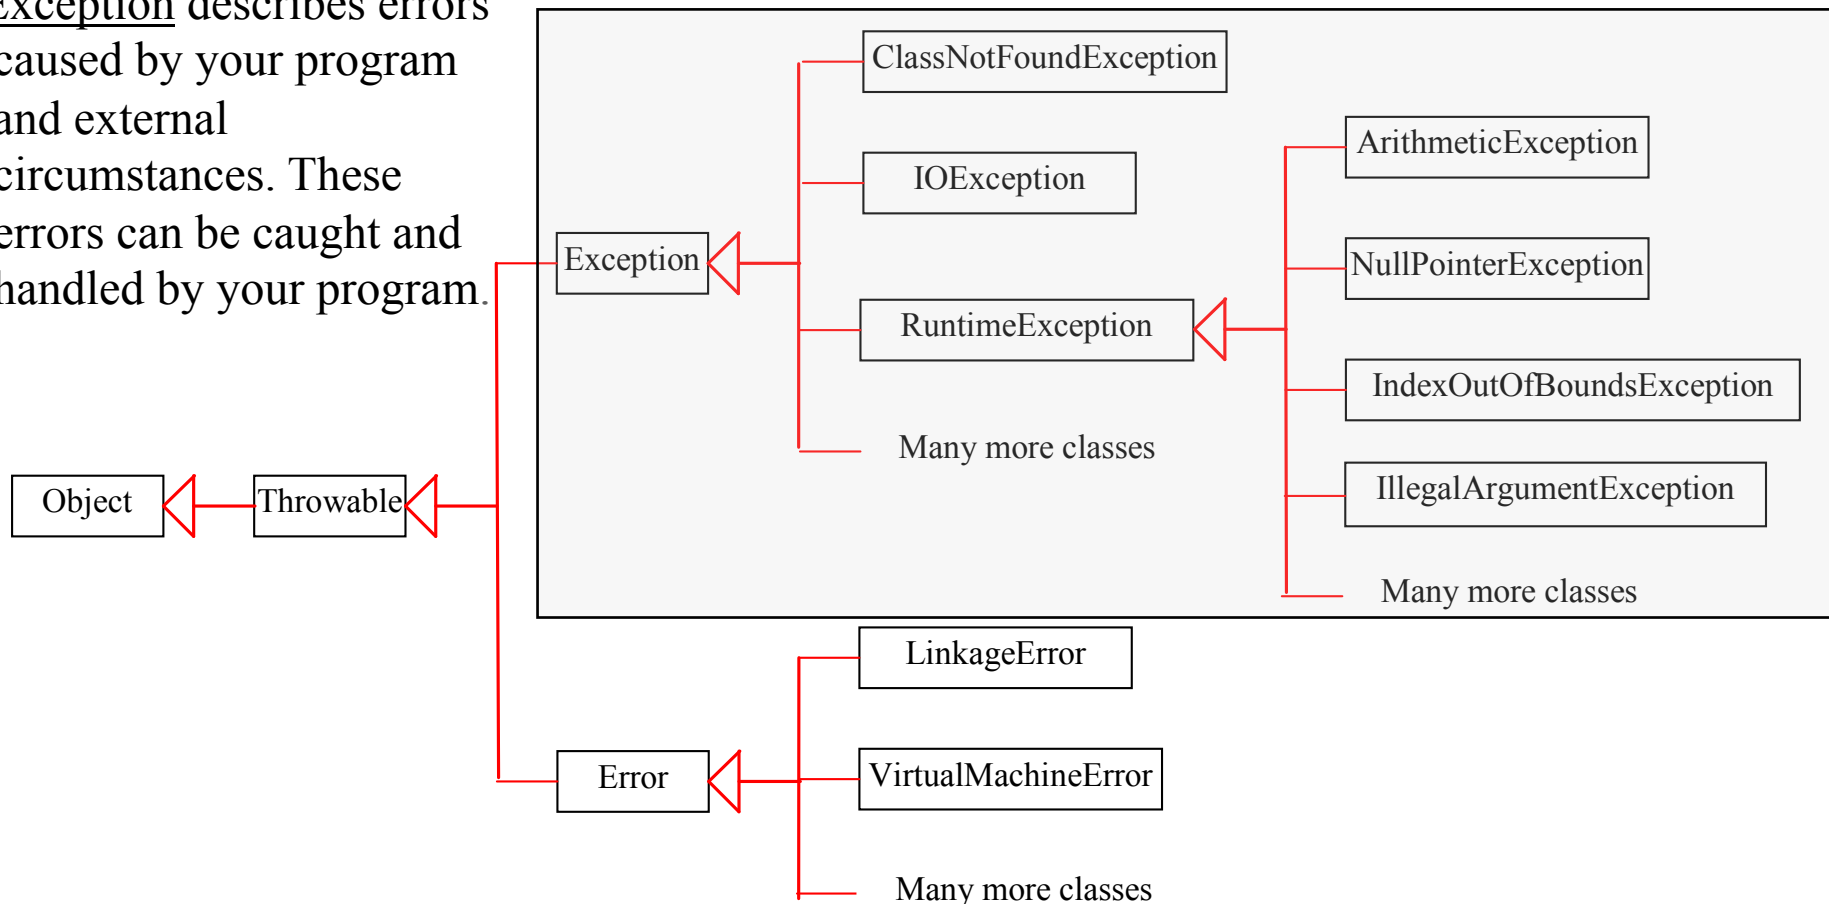 Exception describes errors
caused by your program
and external
circumstances. These
errors can be caught and
handled by your program.
ClassNotFoundException
IOException
Exception
RuntimeException
Many more classes
ArithmeticException
NullPointerException
IndexOutOfBoundsException
IllegalArgumentException
Many more classes
Object
Throwable
LinkageError
Error
VirtualMachineError
Many more classes